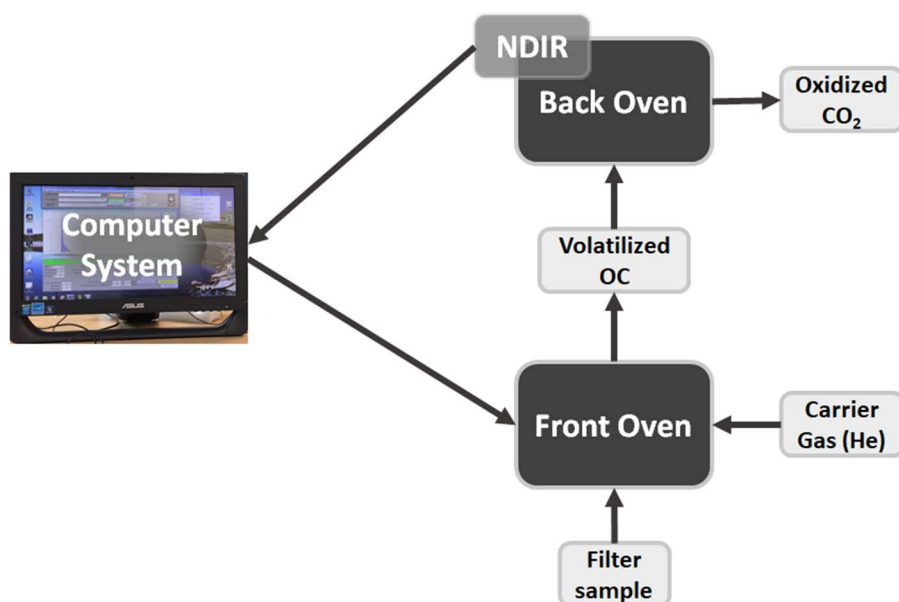 NDIR
Back Oven
Oxidized
CO₂
Computer
System
ASUS
Volatilized
OC
Front Oven
Carrier
Gas (He)
Filter
sample